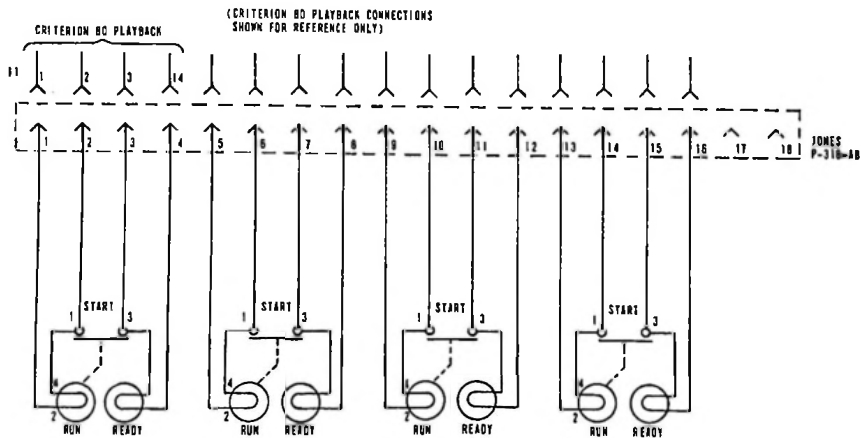 (CRITERION 80 PLAYBACK CONNECTIONS
SHOWN FOR REFERENCE ONLY)
CRITERION 80 PLAYBACK
1 2 3 14
1 2 3 4 5 6 7 8 9 10 11 12 13 14 15 16 17 18
JONES
P-318-AB
1 START 3 1 START 3 1 START 3 1 START 3
4 4 4 4
2 2 2 2
RUN READY RUN READY RUN READY RUN READY